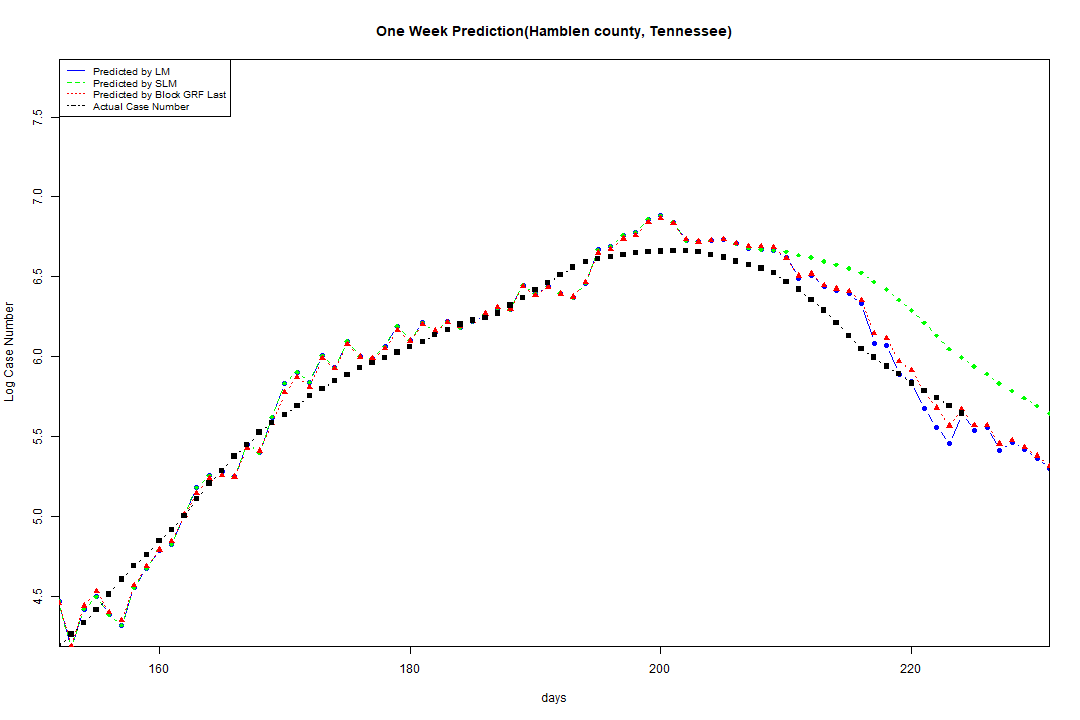 One Week Prediction(Hamblen county, Tennessee)
Predicted by LM
Predicted by SLM
Predicted by Block GRF Last
Actual Case Number
Log Case Number
7.5
7.0
6.5
6.0
5.5
5.0
4.5
160 180 200 220
days